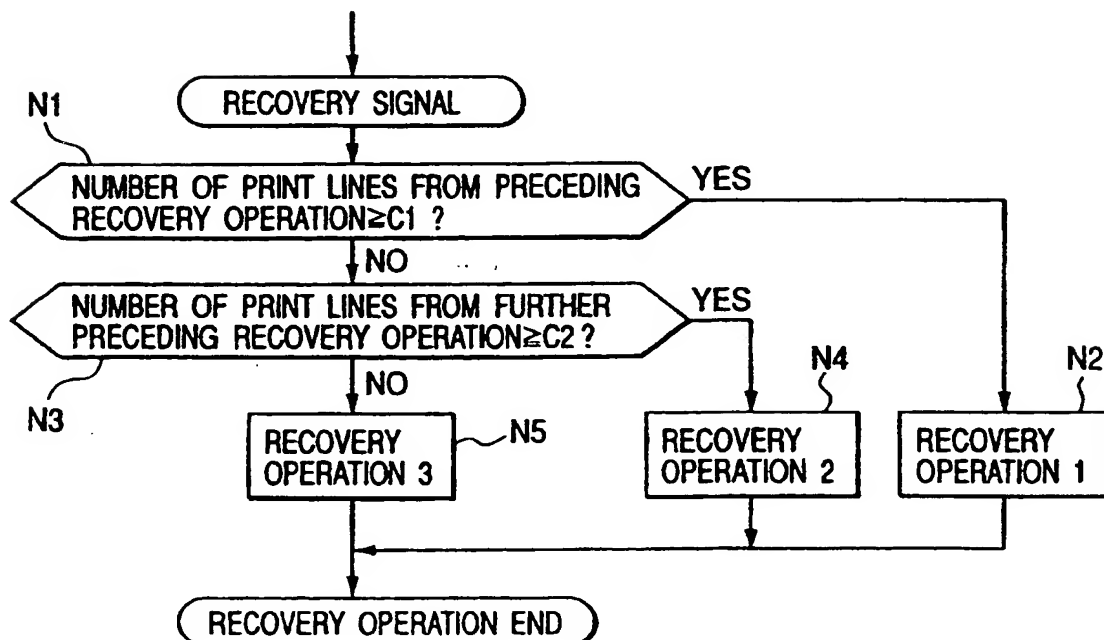 RECOVERY SIGNAL
N1
NUMBER OF PRINT LINES FROM PRECEDING
RECOVERY OPERATION≧C1 ?
YES
NO
NUMBER OF PRINT LINES FROM FURTHER
PRECEDING RECOVERY OPERATION≧C2 ?
YES
N3
NO
N5
RECOVERY
OPERATION 3
N4
RECOVERY
OPERATION 2
N2
RECOVERY
OPERATION 1
RECOVERY OPERATION END